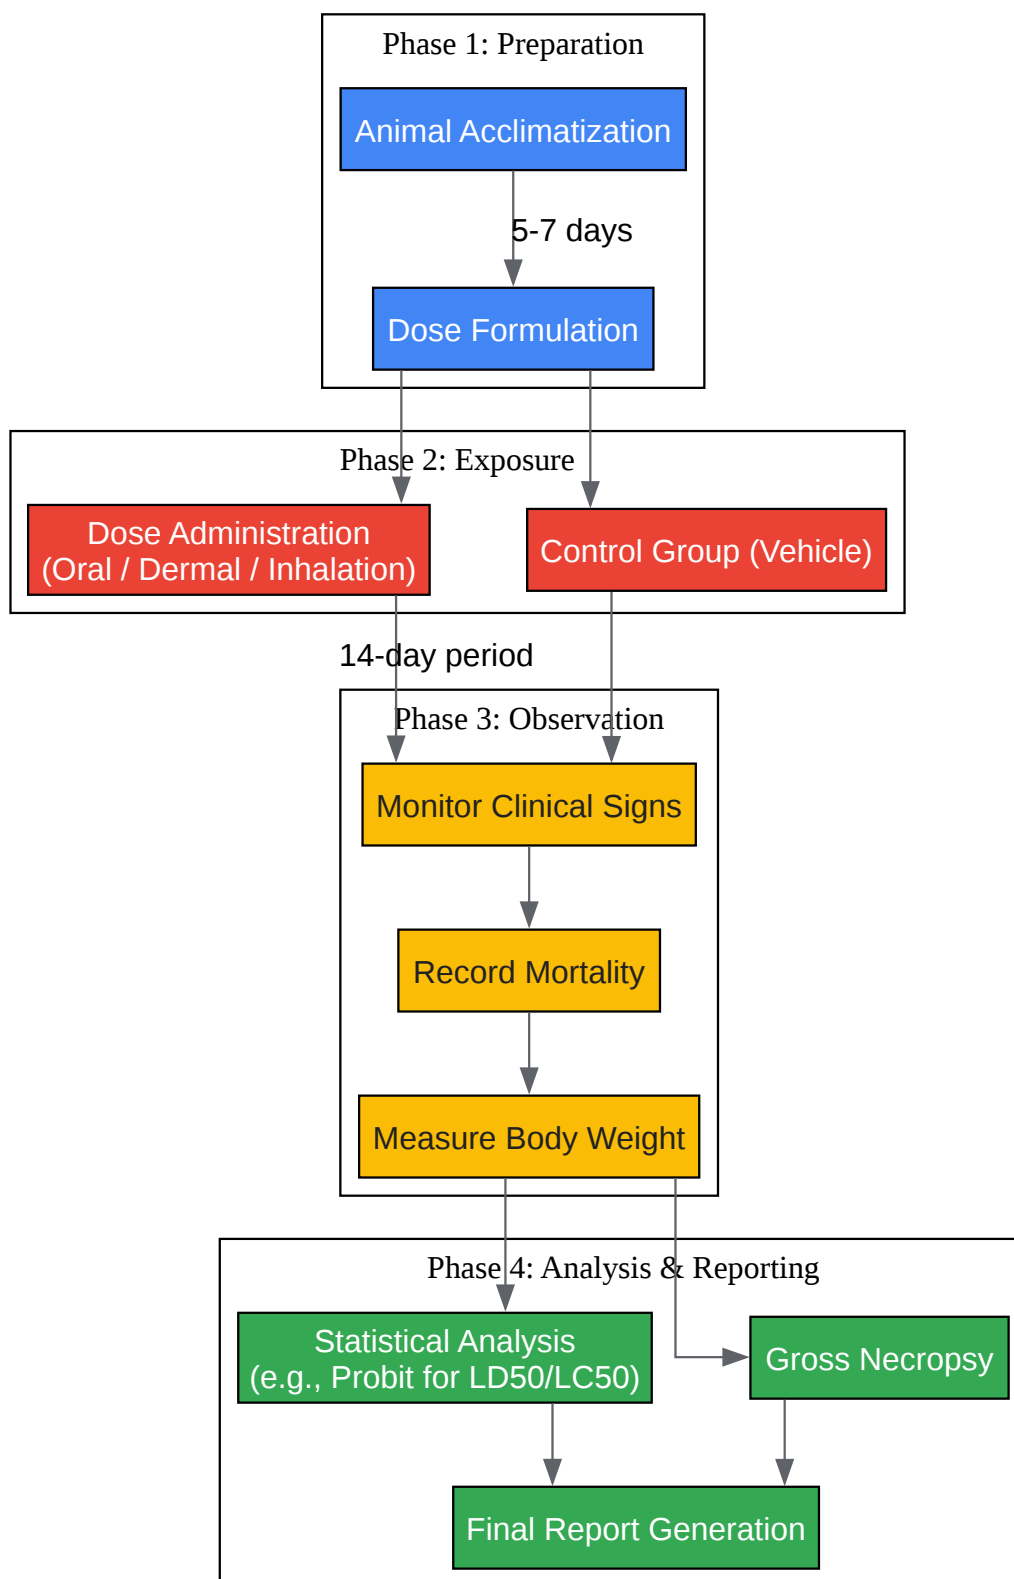 Phase 1: Preparation
Animal Acclimatization
5-7 days
Dose Formulation
Phase 2: Exposure
Dose Administration
(Oral / Dermal / Inhalation)
Control Group (Vehicle)
14-day period
Phase 3: Observation
Monitor Clinical Signs
Record Mortality
Measure Body Weight
Phase 4: Analysis & Reporting
Statistical Analysis
(e.g., Probit for LD50/LC50)
Gross Necropsy
Final Report Generation